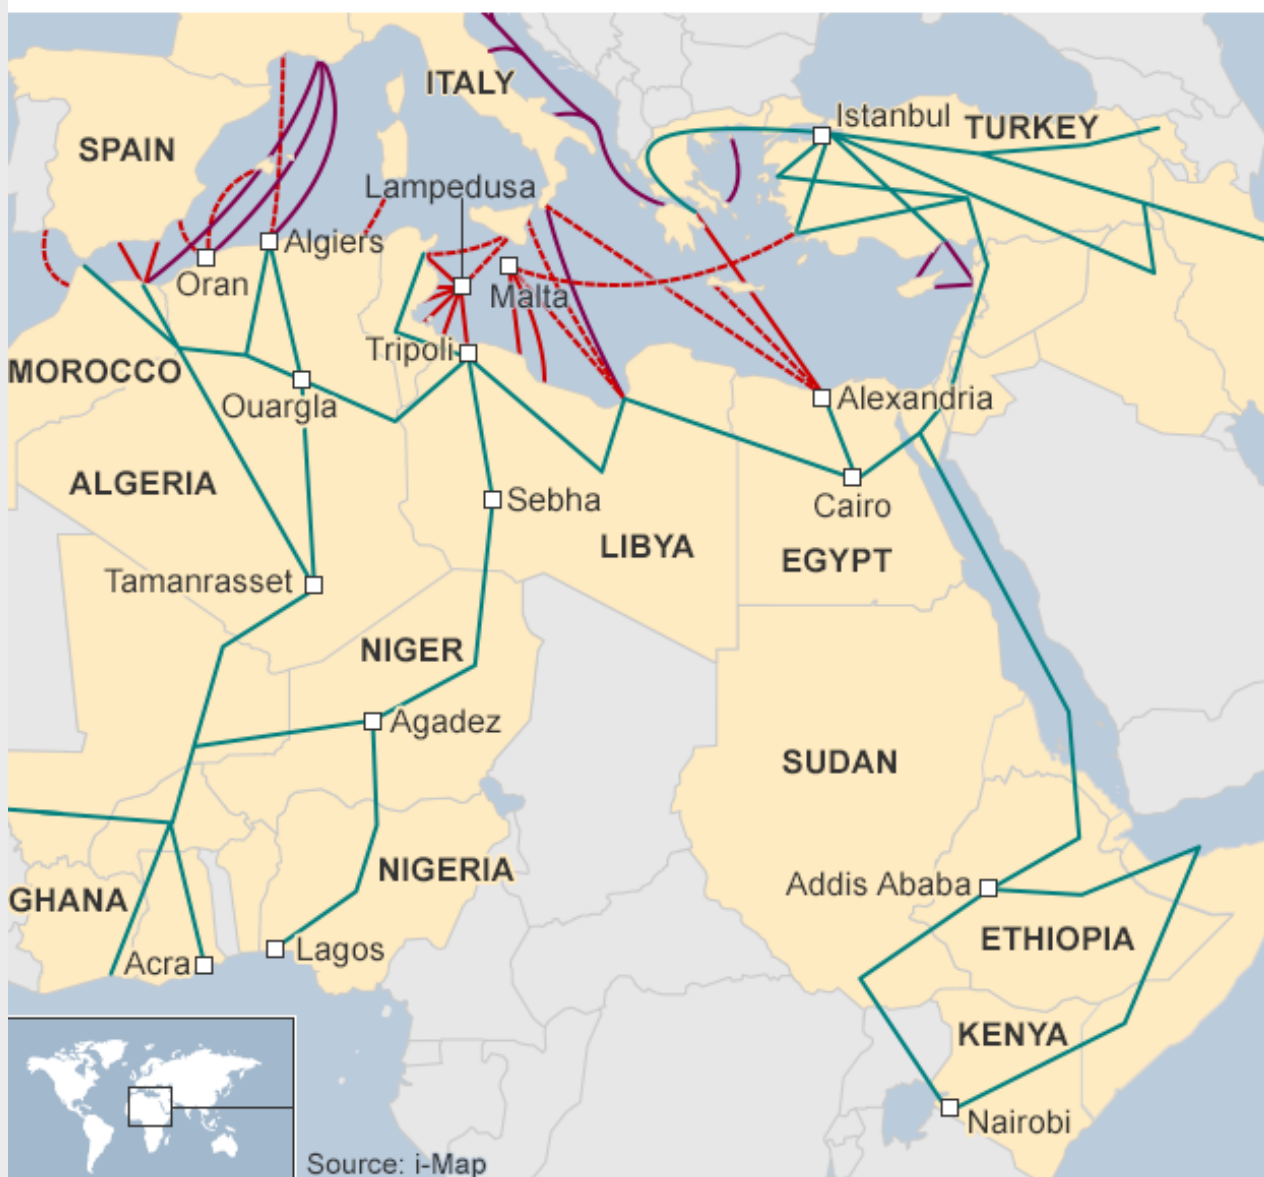 ITALY
Istanbul
TURKEY
SPAIN
Lampedusa
Algiers
Oran
Malta
Tripoli
MOROCCO
Ouargla
Alexandria
ALGERIA
Sebha
Cairo
LIBYA
EGYPT
Tamanrasset
NIGER
Agadez
SUDAN
NIGERIA
GHANA
Addis Ababa
ETHIOPIA
Acra
Lagos
KENYA
Nairobi
Source: i-Map